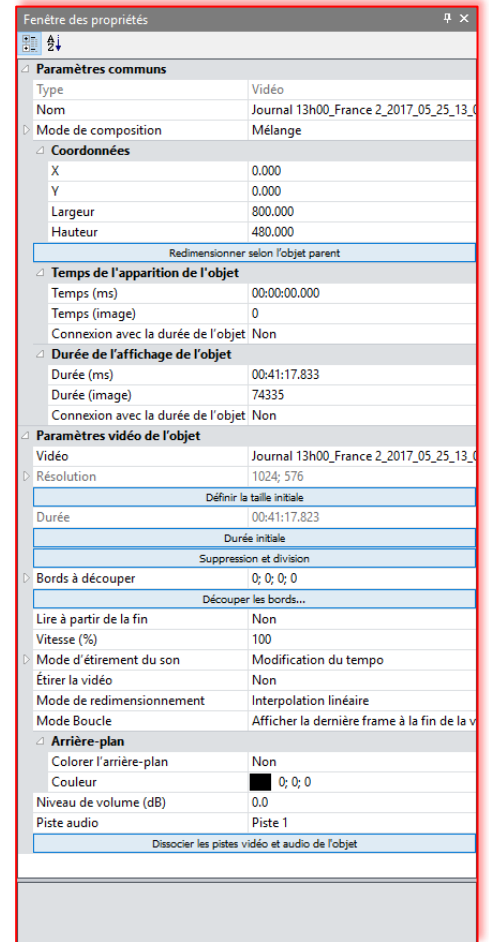 Fenêtre des propriétés
Paramètres communs
Type Vidéo
Nom Journal 13h00_France 2_2017_05_25_13_0
Mode de composition Mélange
Coordonnées
X 0.000
Y 0.000
Largeur 800.000
Hauteur 480.000
Redimensionner selon l'objet parent
Temps de l'apparition de l'objet
Temps (ms) 00:00:00.000
Temps (image) 0
Connexion avec la durée de l'objet Non
Durée de l'affichage de l'objet
Durée (ms) 00:41:17.833
Durée (image) 74335
Connexion avec la durée de l'objet Non
Paramètres vidéo de l'objet
Vidéo Journal 13h00_France 2_2017_05_25_13_0
Résolution 1024; 576
Définir la taille initiale
Durée 00:41:17.823
Durée initiale
Suppression et division
Bords à découper 0; 0; 0; 0
Découper les bords...
Lire à partir de la fin Non
Vitesse (%) 100
Mode d'étirement du son Modification du tempo
Étirer la vidéo Non
Mode de redimensionnement Interpolation linéaire
Mode Boucle Afficher la dernière frame à la fin de la v
Arrière-plan
Colorer l'arrière-plan Non
Couleur 0; 0; 0
Niveau de volume (dB) 0.0
Piste audio Piste 1
Dissocier les pistes vidéo et audio de l'objet